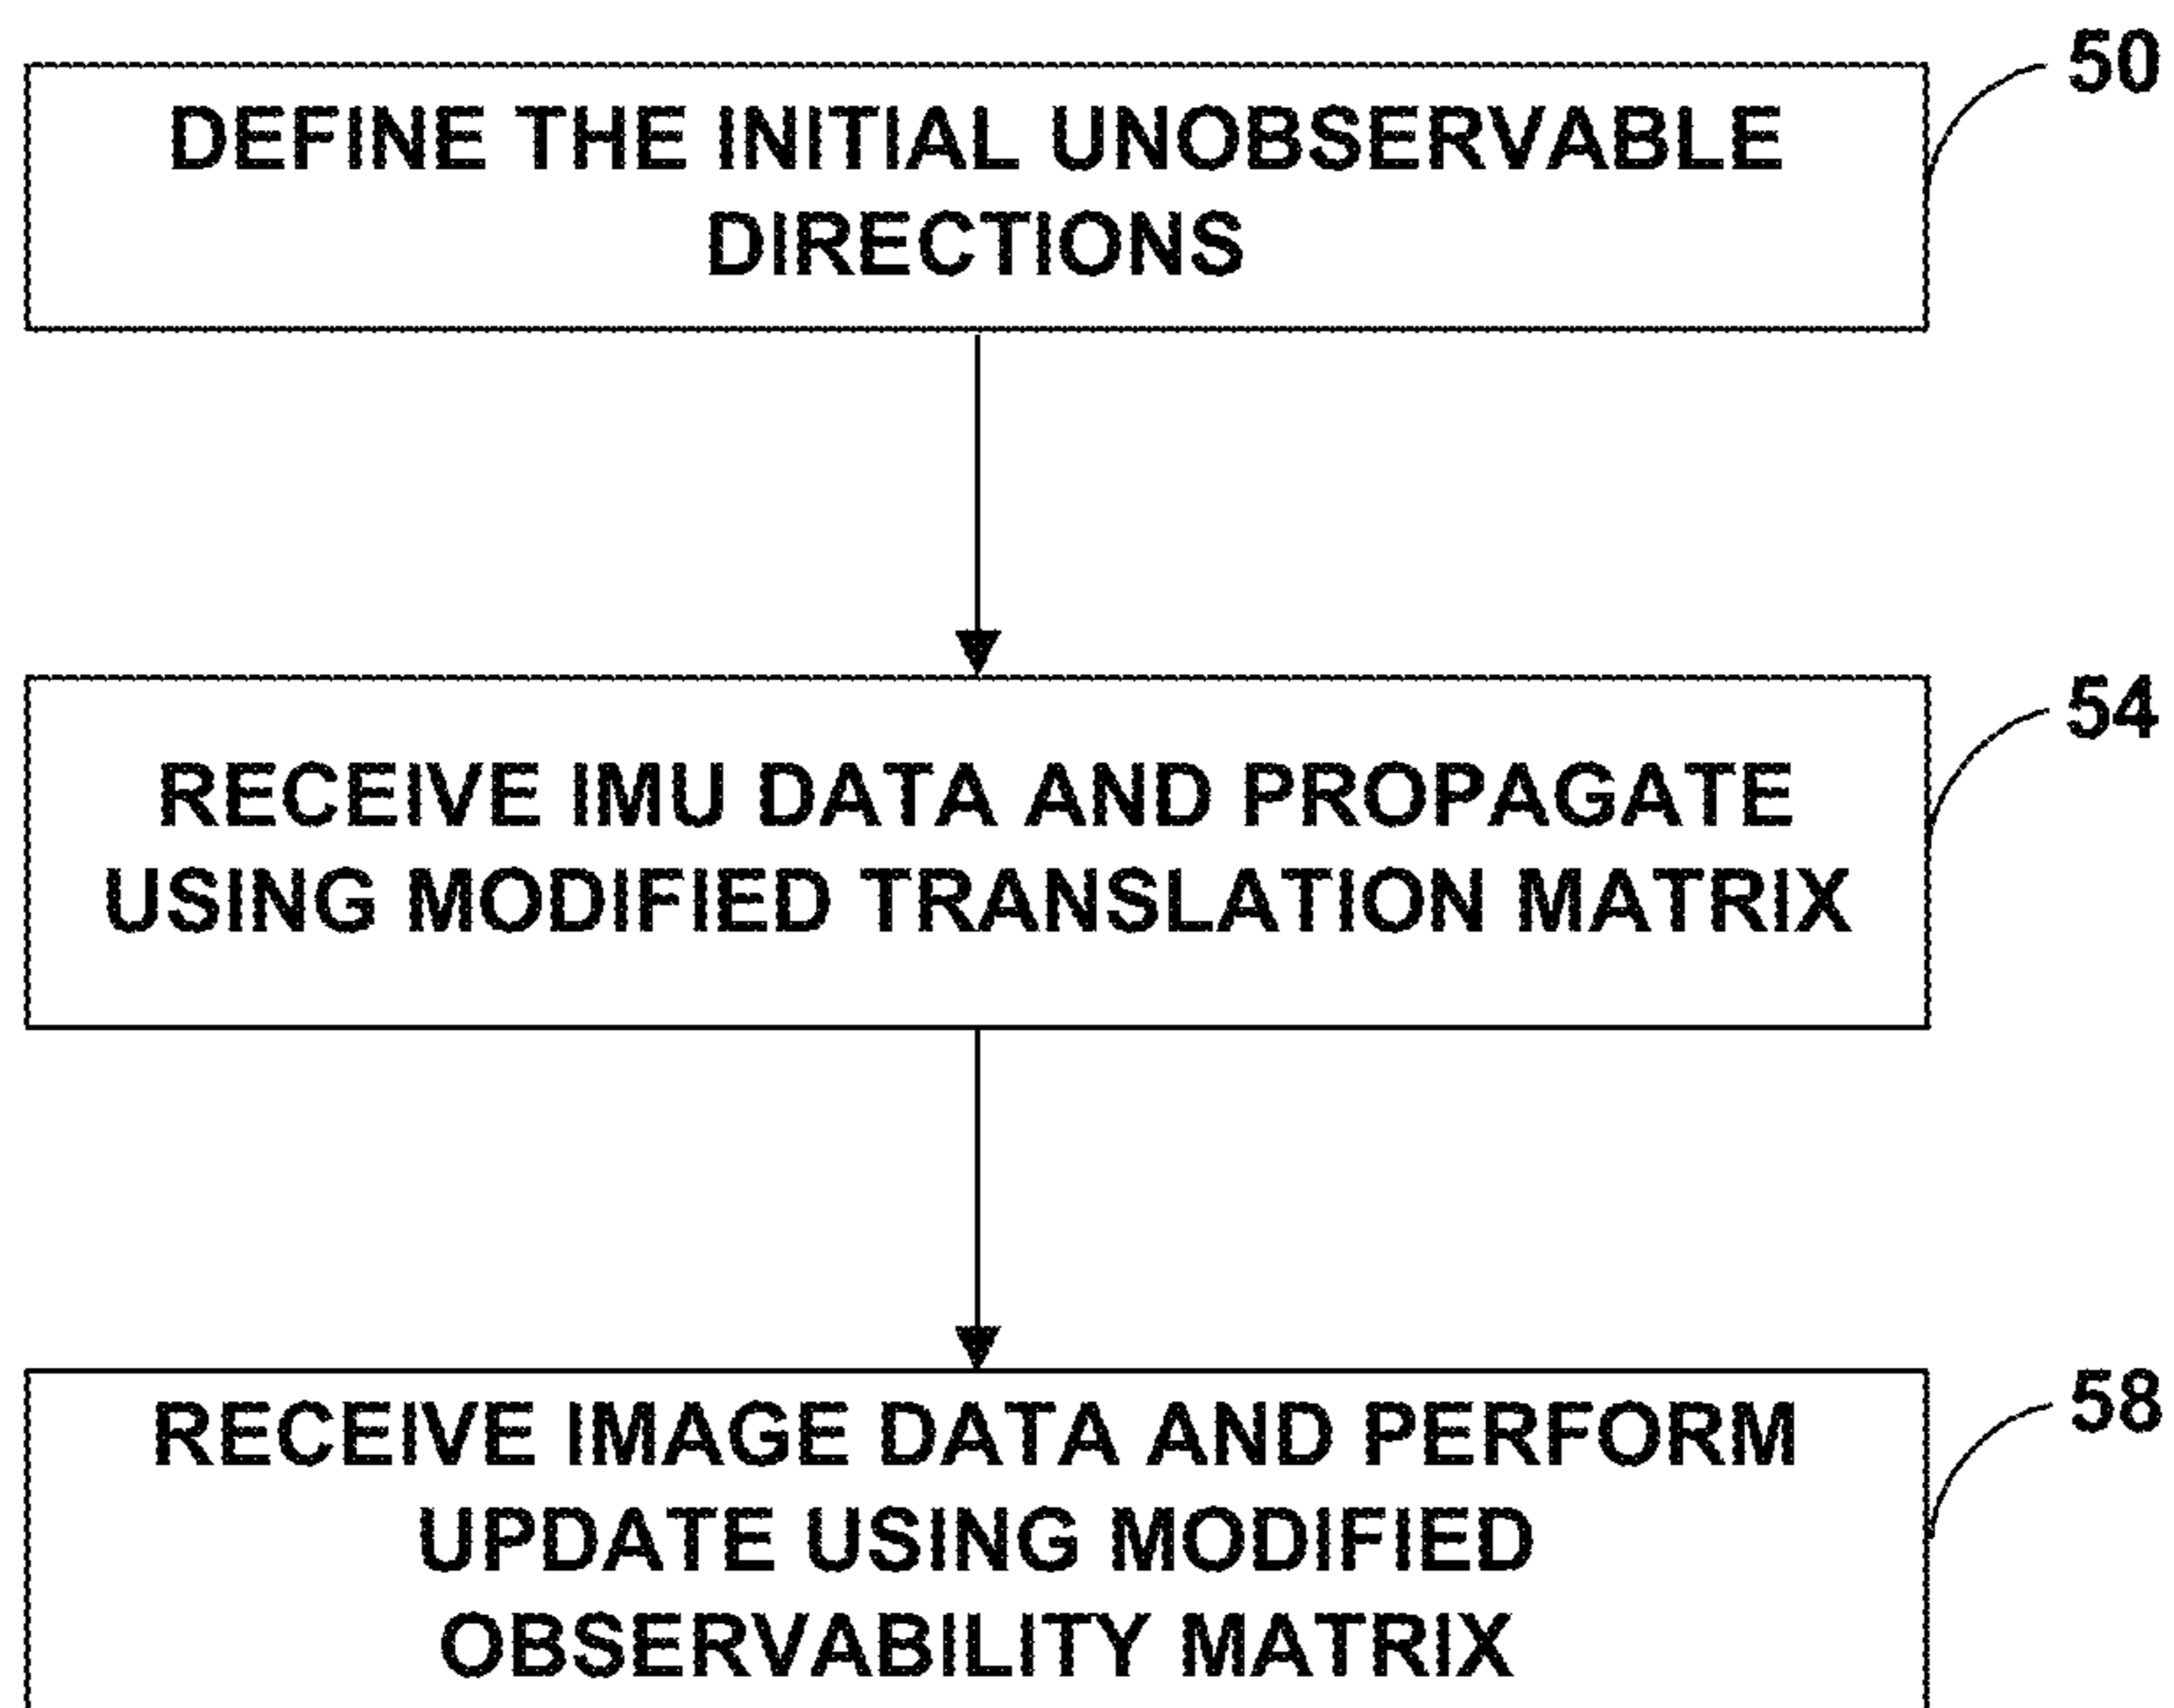 50
DEFINE THE INITIAL UNOBSERVABLE
DIRECTIONS
54
RECEIVE IMU DATA AND PROPAGATE
USING MODIFIED TRANSLATION MATRIX
58
RECEIVE IMAGE DATA AND PERFORM
UPDATE USING MODIFIED
OBSERVABILITY MATRIX